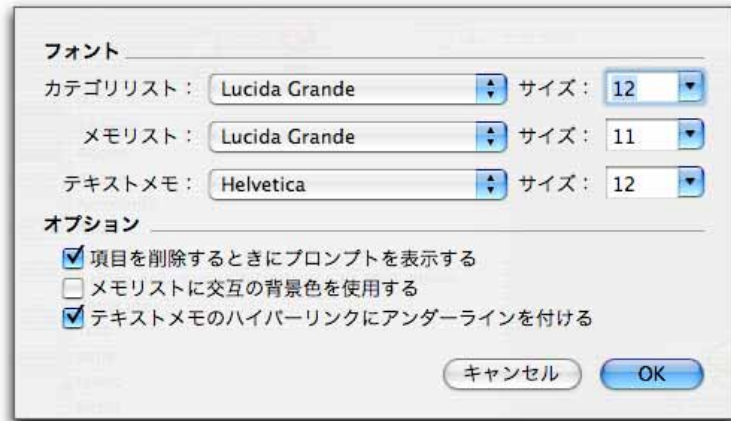 フォント
カテゴリリスト： Lucida Grande サイズ： 12
メモリスト： Lucida Grande サイズ： 11
テキストメモ： Helvetica サイズ： 12
オプション
項目を削除するときにプロンプトを表示する
メモリストに交互の背景色を使用する
テキストメモのハイパーリンクにアンダーラインを付ける
キャンセル OK